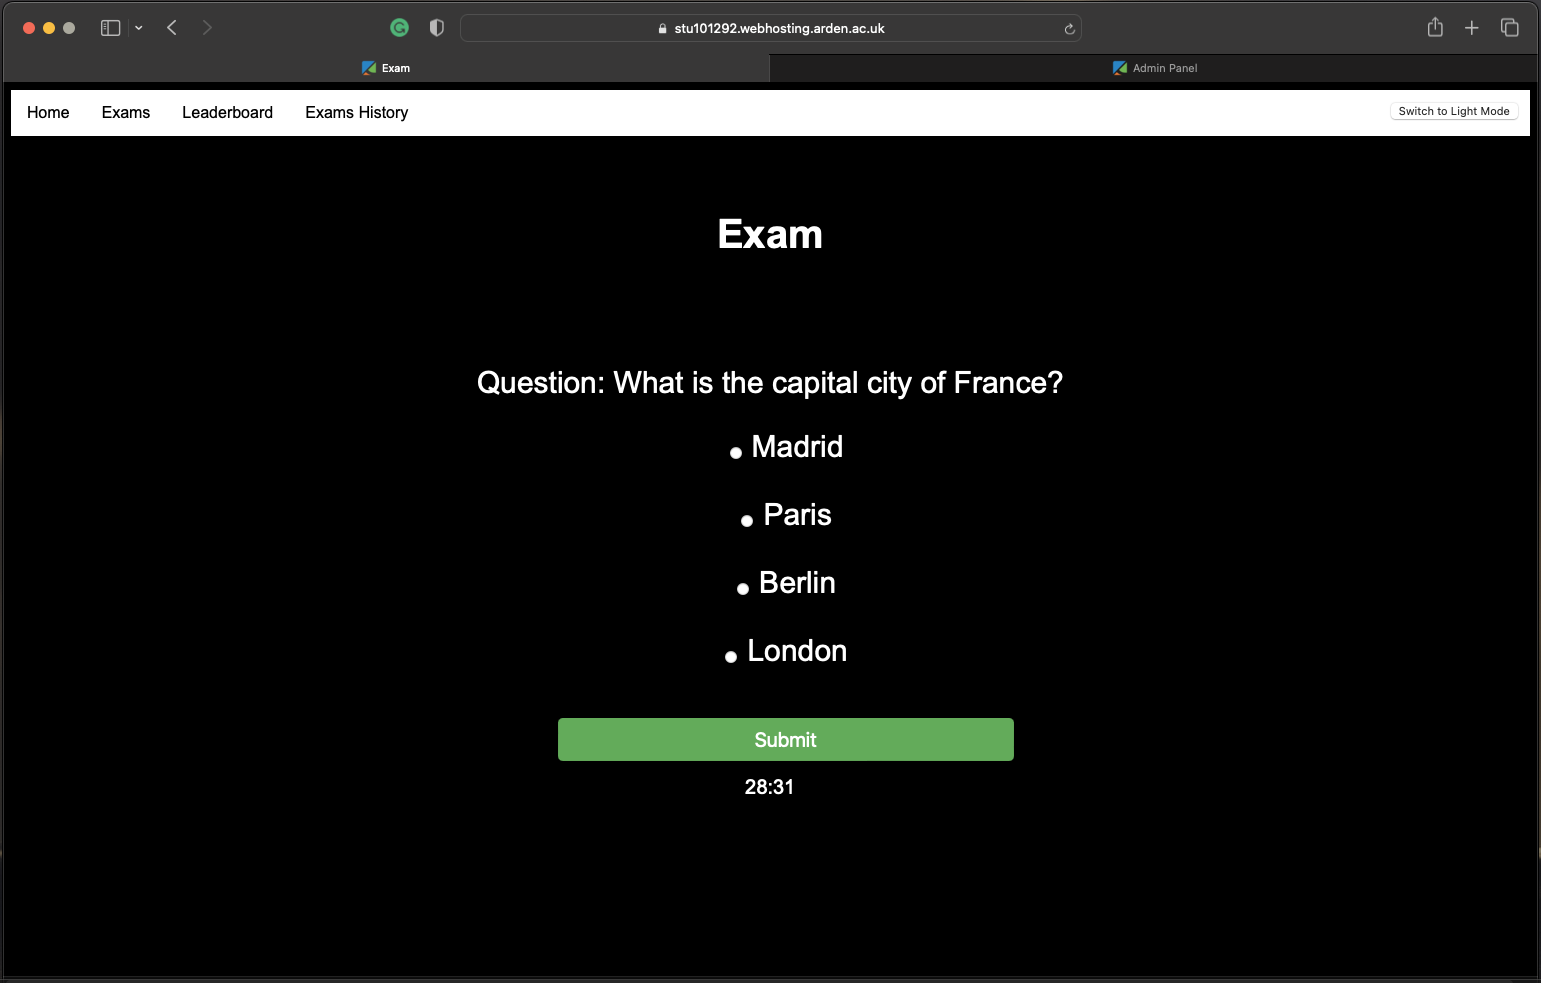 stu101292.webhosting.arden.ac.uk
Exam
Admin Panel
Home
Exams
Leaderboard
Exams History
Switch to Light Mode
Exam
Question: What is the capital city of France?
Madrid
Paris
Berlin
London
Submit
28:31